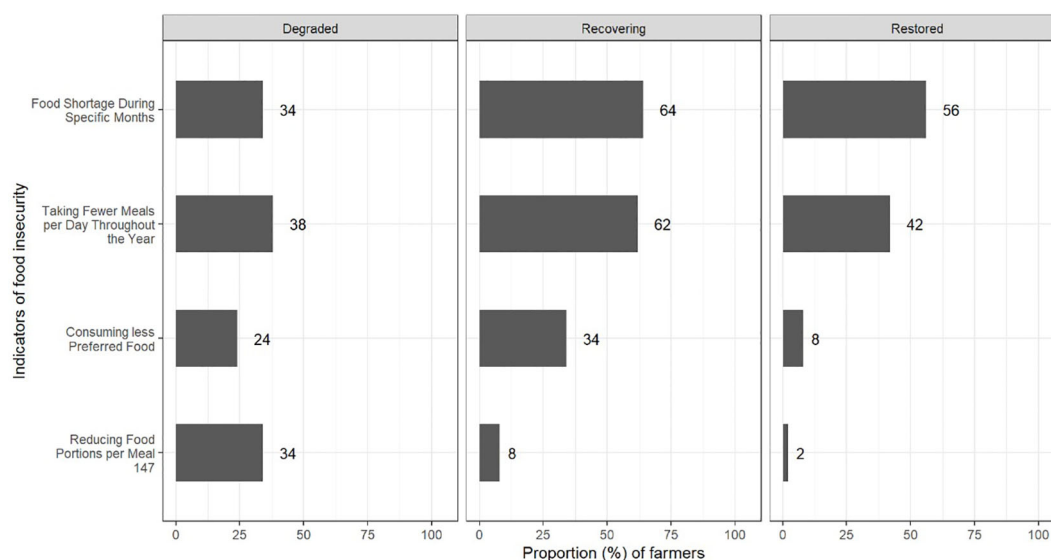 Degraded
Recovering
Restored
Indicators of food insecurity
Food Shortage During
Specific Months
34
64
56
Taking Fewer Meals
per Day Throughout
the Year
38
62
42
Consuming less
Preferred Food
24
34
8
Reducing Food
Portions per Meal
147
34
8
2
0 25 50 75 100
0 25 50 75 100
0 25 50 75 100
Proportion (%) of farmers